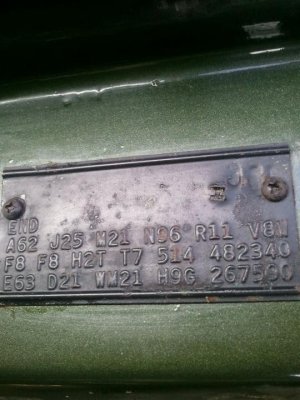 END
A62 J25 M21 N96 R11 V8W
F8 F8 H2T T7 514 482340
E63 D21 WM21 H9G 267500